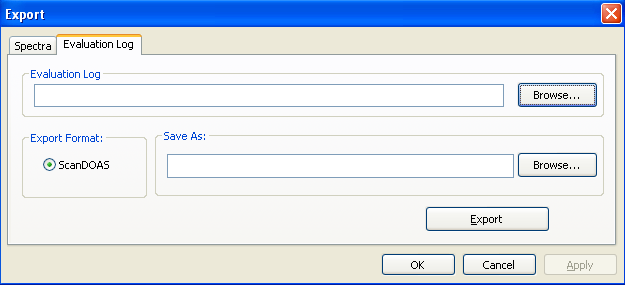 Export
Spectra
Evaluation Log
Evaluation Log
Browse...
Export Format:
ScanDOAS
Save As:
Browse...
Export
OK
Cancel
Apply